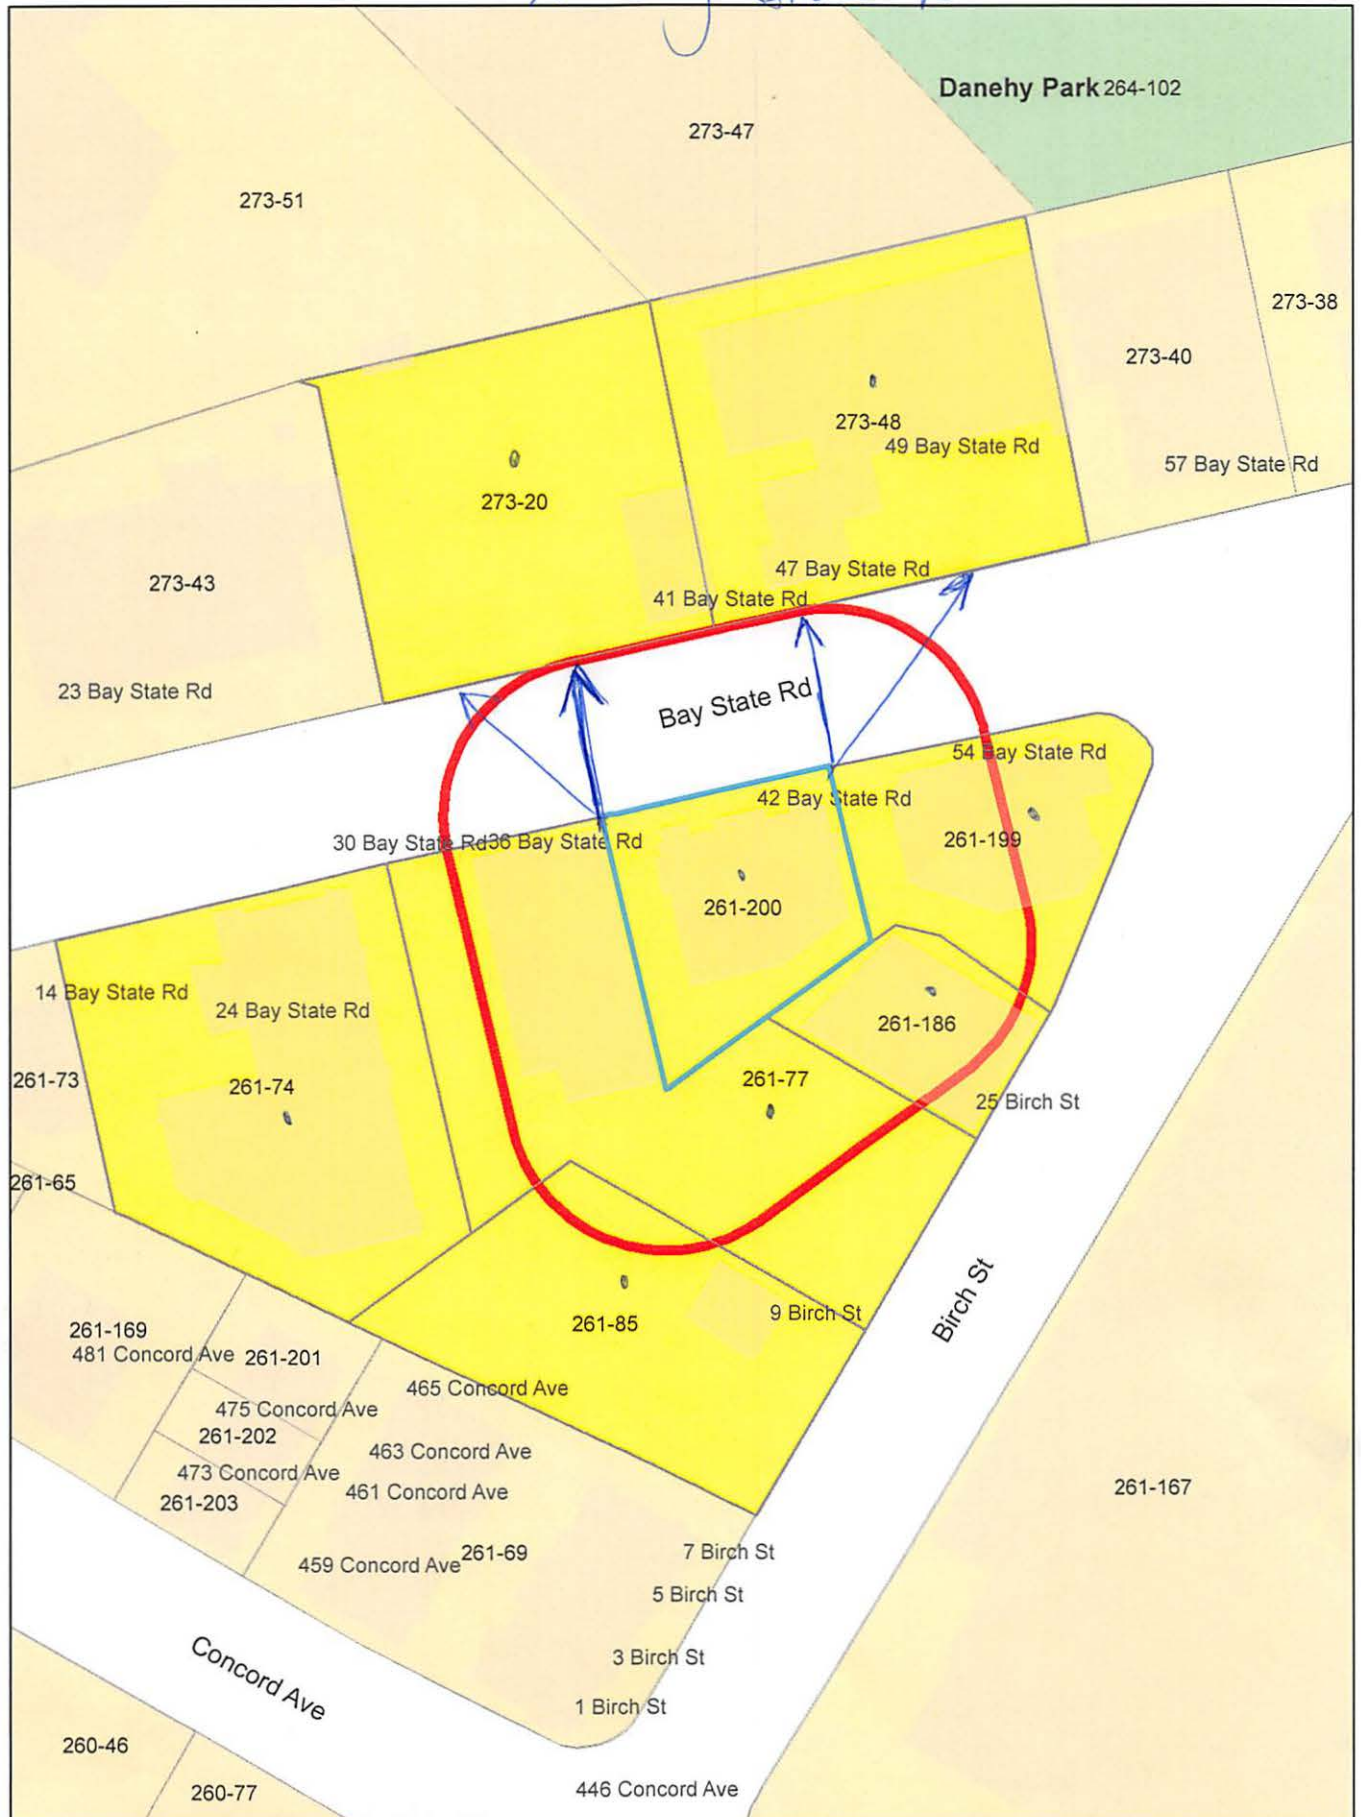 Danehy Park 264-102
273-47
273-51
273-38
273-40
273-48
49 Bay State Rd
57 Bay State Rd
273-20
47 Bay State Rd
273-43
41 Bay State Rd
23 Bay State Rd
Bay State Rd
54 Bay State Rd
42 Bay State Rd
30 Bay State Rd
36 Bay State Rd
261-199
261-200
14 Bay State Rd
24 Bay State Rd
261-186
261-73
261-74
261-77
25 Birch St
261-65
Birch St
9 Birch St
261-85
261-169
481 Concord Ave
261-201
465 Concord Ave
475 Concord Ave
261-202
463 Concord Ave
473 Concord Ave
461 Concord Ave
261-203
261-167
459 Concord Ave
261-69
7 Birch St
5 Birch St
3 Birch St
Concord Ave
1 Birch St
260-46
260-77
446 Concord Ave